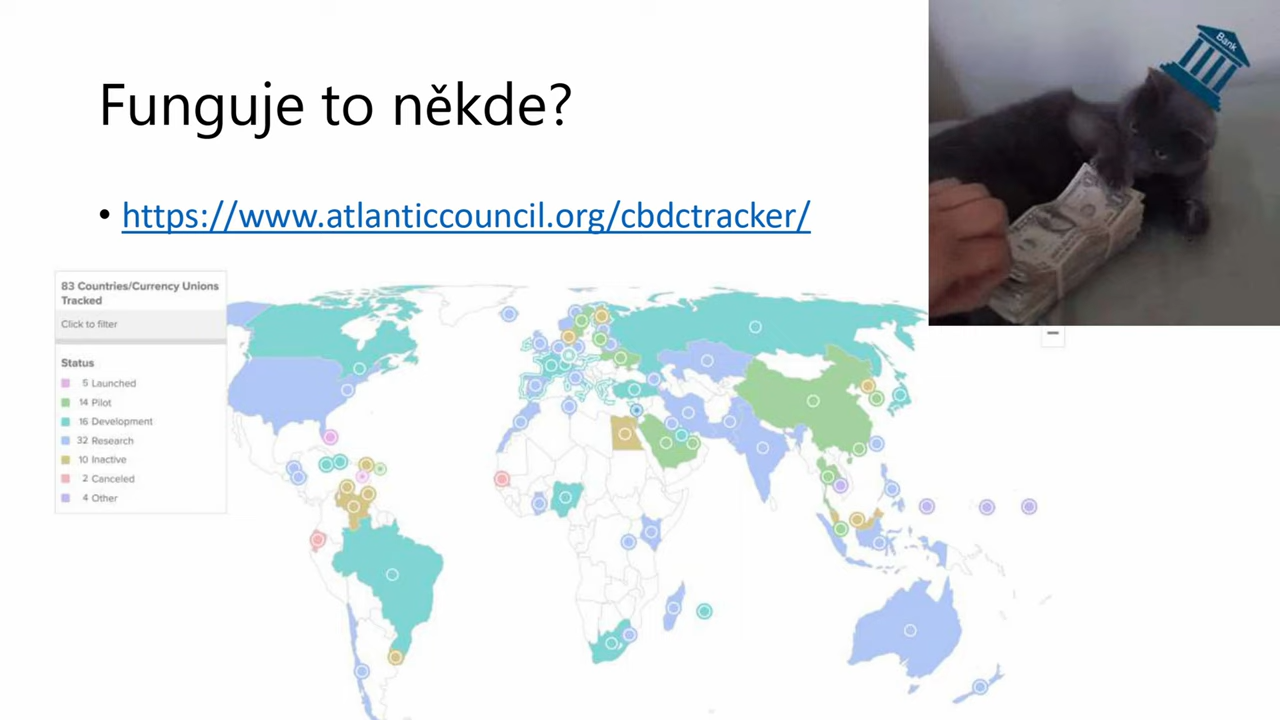 Funguje to někde?
• https://www.atlanticcouncil.org/cbdctracker/
Bank
83 Countries/Currency Unions
Tracked
Click to filter
Status
5 Launched
14 Pilot
16 Development
32 Research
10 Inactive
2 Canceled
4 Other